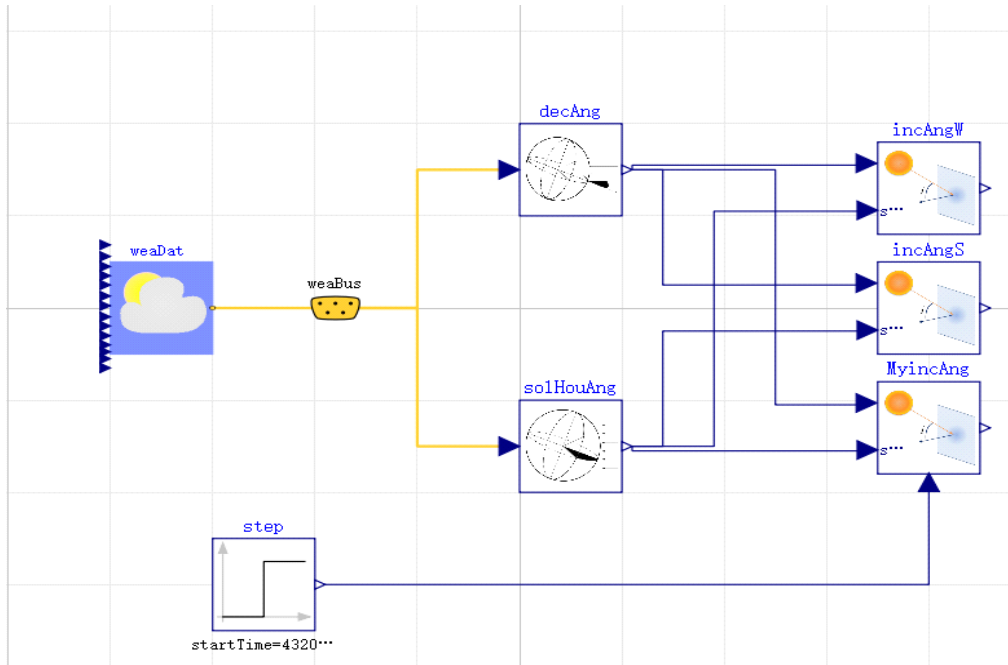 decAng
incAngW
s···
weaDat
weaBus
incAngS
s···
solHouAng
MyincAng
s···
step
startTime=4320···